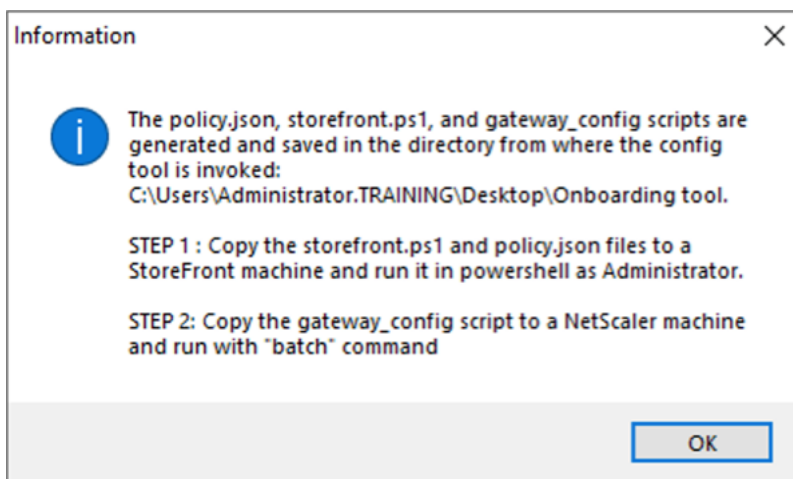 Information
The policy.json, storefront.ps1, and gateway_config scripts are
generated and saved in the directory from where the config
tool is invoked:
C:\Users\Administrator.TRAINING\Desktop\Onboarding tool.
STEP 1 : Copy the storefront.ps1 and policy.json files to a
StoreFront machine and run it in powershell as Administrator.
STEP 2: Copy the gateway_config script to a NetScaler machine
and run with "batch" command
OK